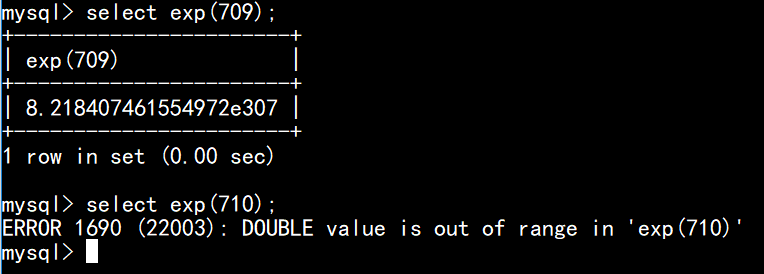 mysql> select exp(709);
+-----------------------+
| exp(709)              |
+-----------------------+
| 8.218407461554972e307 |
+-----------------------+
1 row in set (0.00 sec)
mysql> select exp(710);
ERROR 1690 (22003): DOUBLE value is out of range in 'exp(710)'
mysql>